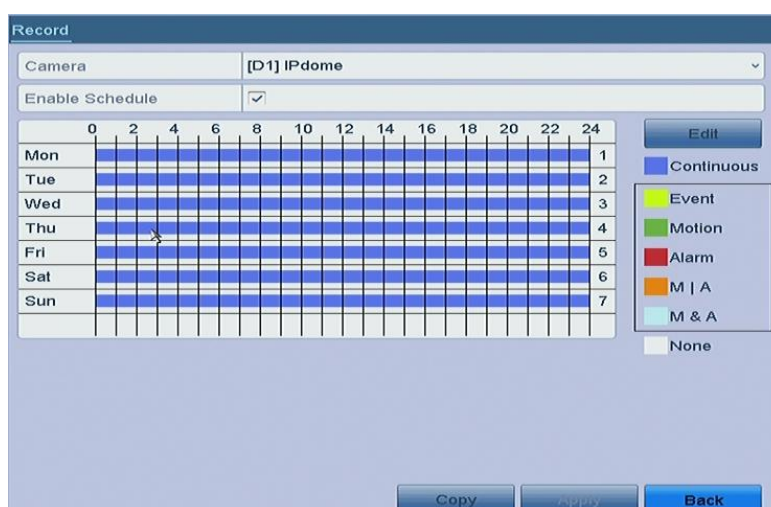 Record
Camera [D1] IPdome
Enable Schedule
0 2 4 6 8 10 12 14 16 18 20 22 24 Edit
Mon 1 Continuous
Tue 2
Wed 3 Event
Thu 4 Motion
Fri 5 Alarm
Sat 6 M | A
Sun 7 M & A
None
Copy Apply Back